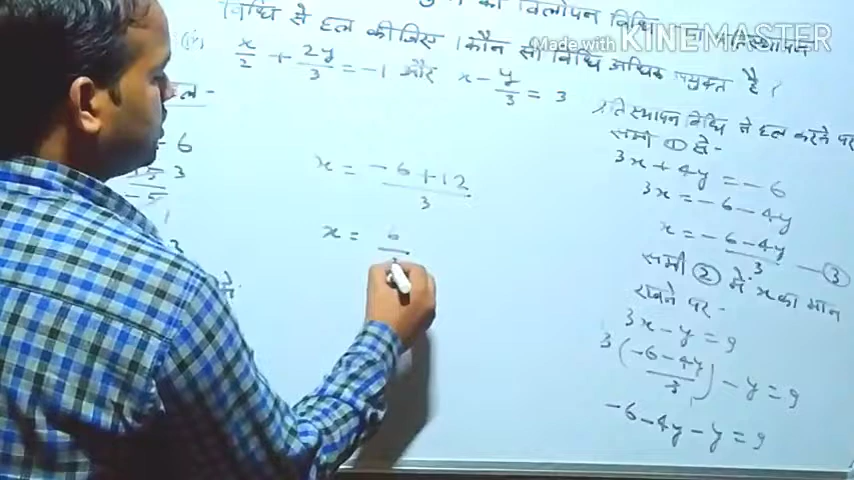 का विलोपन विधि
Made with KINEMASTER
विधि से हल कीजिए । कौन सी विधि अधिक उपयुक्त है ?
x/2 + 2y/3 = -1 और x - y/3 = 3
प्रतिस्थापन विधि से हल करने पर
समी ① से-
3x + 4y = -6
3x = -6 - 4y
x = -6-4y/3 — ③
समी ② में x का मान
रखने पर-
3x - y = 9
3(-6-4y/3) - y = 9
-6-4y-y = 9
x = -6+12/3
x = 6/